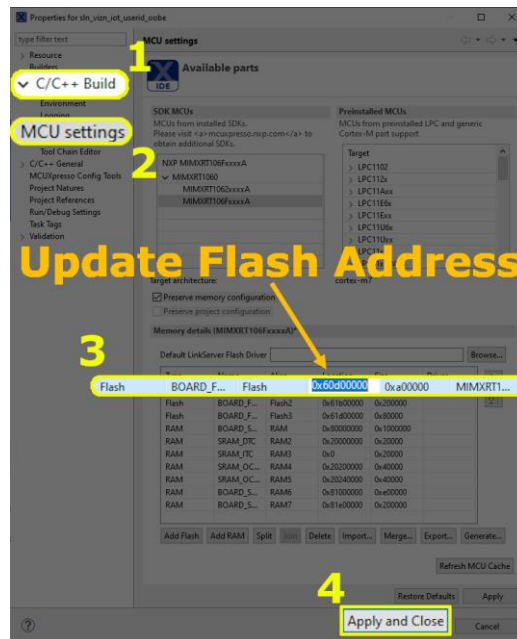 Properties for sln_vizn_iot_userid_oobe
type filter text
MCU settings
1
Resource
Builders
C/C++ Build
Environment
Logging
MCU settings
Tool Chain Editor
C/C++ General
MCUXpresso Config Tools
Project Natures
Project References
Run/Debug Settings
Task Tags
Validation
IDE
Available parts
SDK MCUs
MCUs from installed SDKs.
Please visit <a>mcuxpresso.nxp.com</a> to
obtain additional SDKs.
2
NXP MIMXRT106FxxxxA
MIMXRT1060
MIMXRT1062xxxxA
MIMXRT106FxxxxA
Preinstalled MCUs
MCUs from preinstalled LPC and generic
Cortex-M part support
Target
LPC1102
LPC112x
LPC11Axx
LPC11E6x
LPC11Exx
LPC11U6x
LPC11Uxx
Update Flash Address
Target architecture: cortex-m7
Preserve memory configuration
Preserve project configuration
Memory details (MIMXRT106FxxxxA)*
3
Default LinkServer Flash Driver Browse...
Type Name Alias Location Size Driver
Flash BOARD_F... Flash 0x60d00000 0xa00000 MIMXRT1...
Flash BOARD_F... Flash2 0x61b00000 0x200000
Flash BOARD_F... Flash3 0x61d00000 0x80000
RAM BOARD_S... RAM 0x80000000 0x1000000
RAM SRAM_DTC RAM2 0x20000000 0x20000
RAM SRAM_ITC RAM3 0x0 0x20000
RAM SRAM_OC... RAM4 0x20200000 0x40000
RAM SRAM_OC... RAM5 0x20240000 0x40000
RAM BOARD_S... RAM6 0x81000000 0xe00000
RAM BOARD_S... RAM7 0x81e00000 0x200000
Add Flash Add RAM Split Join Delete Import... Merge... Export... Generate...
Refresh MCU Cache
4
Restore Defaults Apply
Apply and Close Cancel